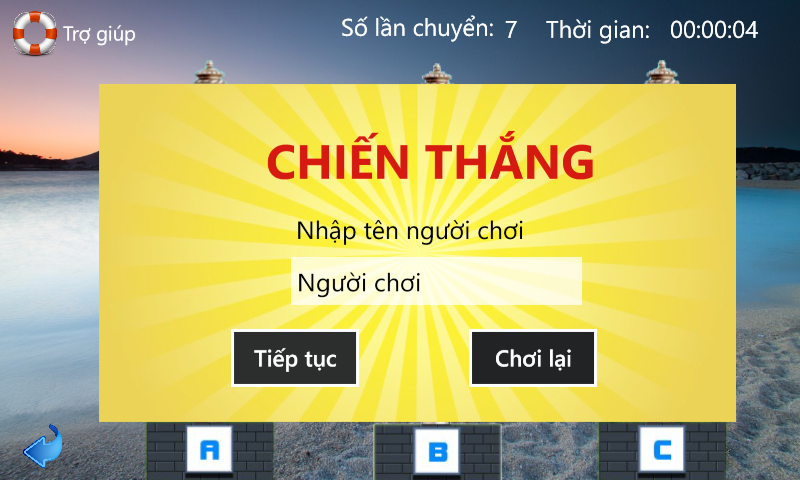 Trợ giúp
Số lần chuyển: 7 Thời gian: 00:00:04
CHIẾN THẮNG
Nhập tên người chơi
Người chơi
Tiếp tục
Chơi lại
A
B
C